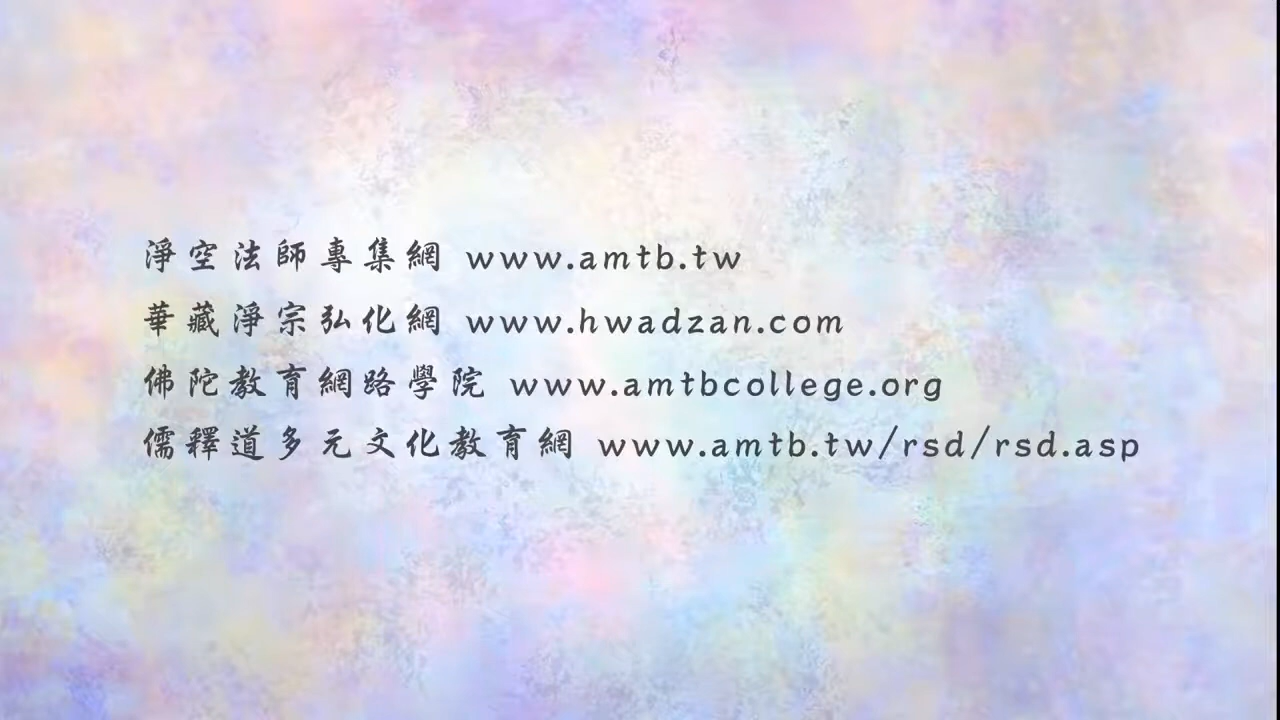 淨空法師專集網 www.amtb.tw
華藏淨宗弘化網 www.hwadzan.com
佛陀教育網路學院 www.amtbcollege.org
儒釋道多元文化教育網 www.amtb.tw/rsd/rsd.asp